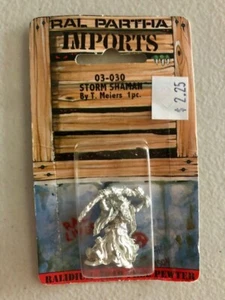 RAL PARTHA
IMPORTS
03-030
STORM SHAMAN
By T. Meiers 1pc.
$ 2.25